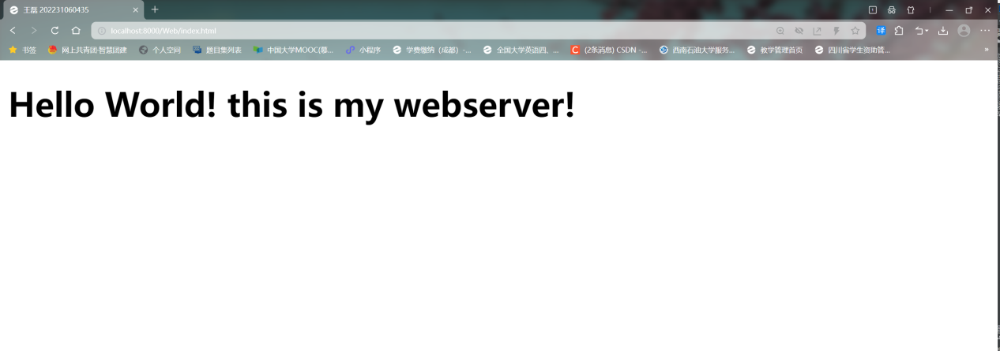 王磊 202231060435
localhost:8000/Web/index.html
译
书签 网上共青团·智慧团建 个人空间 题目集列表 中国大学MOOC(慕... 小程序 学费缴纳（成都）-... 全国大学英语四、... C (2条消息) CSDN -... 西南石油大学服务... 教学管理首页 四川省学生资助管... »
Hello World! this is my webserver!